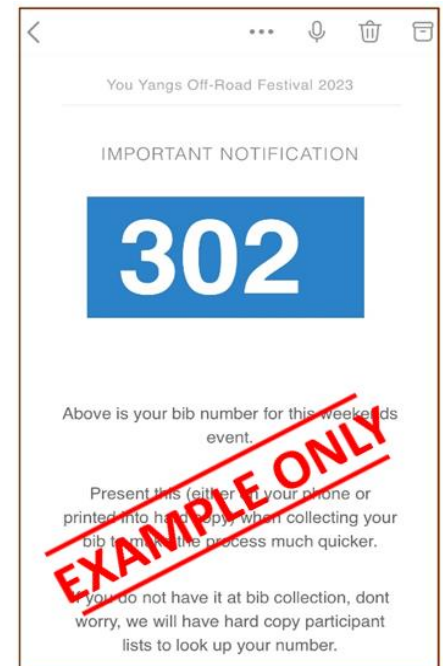 You Yangs Off-Road Festival 2023
IMPORTANT NOTIFICATION
302
Above is your bib number for this weekends
event.
Present this (either on your phone or
printed into hard copy) when collecting your
bib to make the process much quicker.
If you do not have it at bib collection, dont
worry, we will have hard copy participant
lists to look up your number.
EXAMPLE ONLY